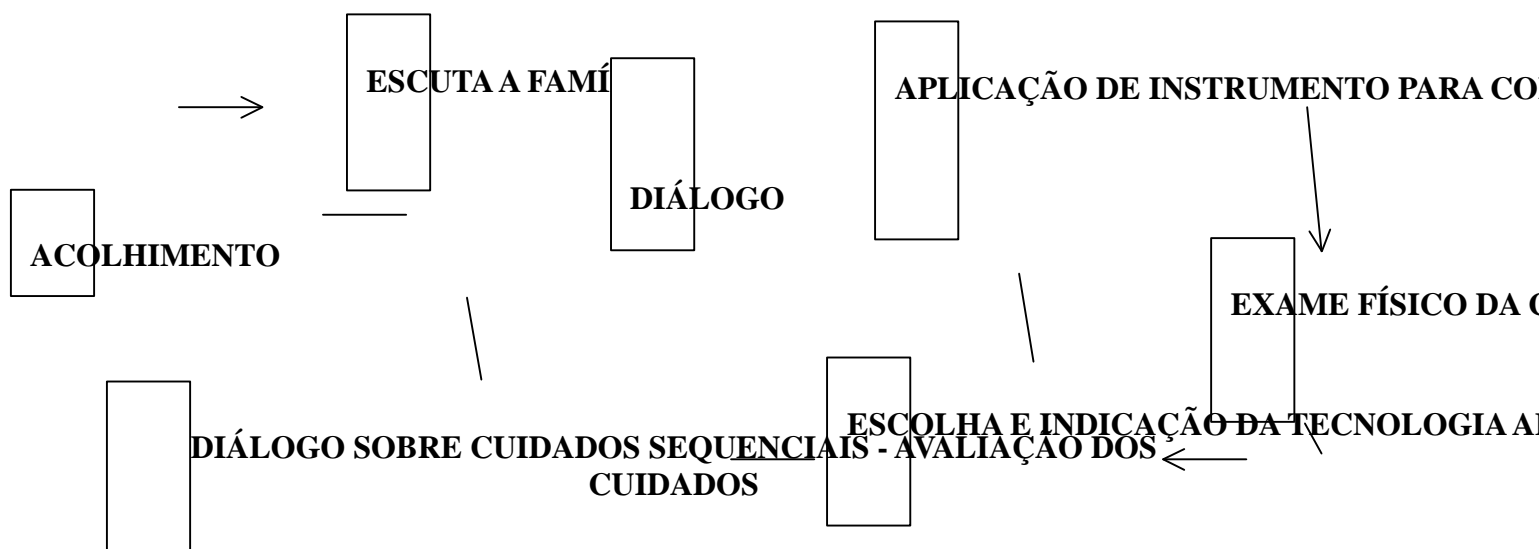 ESCUTA A FAMÍ
APLICAÇÃO DE INSTRUMENTO PARA CO
DIÁLOGO
ACOLHIMENTO
EXAME FÍSICO DA
ESCOLHA E INDICAÇÃO DA TECNOLOGIA
DIÁLOGO SOBRE CUIDADOS SEQUENCIAIS - AVALIAÇÃO DOS
CUIDADOS